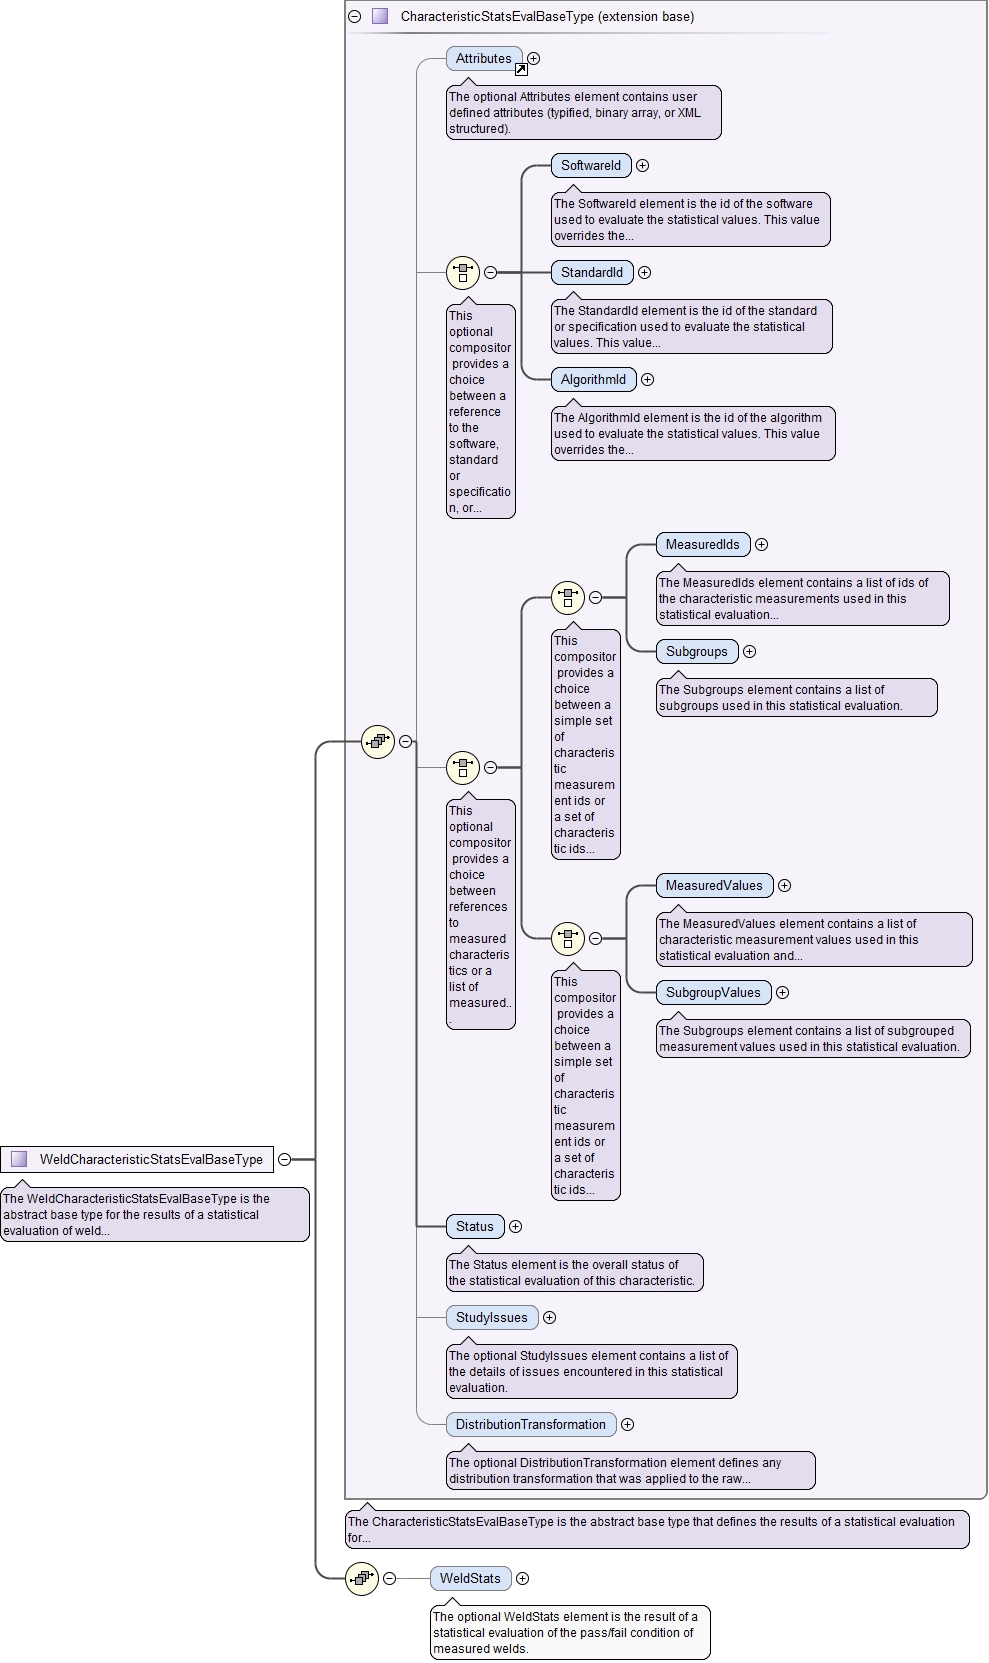 CharacteristicStatsEvalBaseType (extension base)
Attributes
The optional Attributes element contains user
defined attributes (typified, binary array, or XML
structured).
SoftwareId
The SoftwareId element is the id of the software
used to evaluate the statistical values. This value
overrides the...
StandardId
The StandardId element is the id of the standard
or specification used to evaluate the statistical
values. This value...
AlgorithmId
The AlgorithmId element is the id of the algorithm
used to evaluate the statistical values. This value
overrides the...
This
optional
compositor
provides a
choice
between a
reference
to the
software,
standard
or
specificatio
n, or...
MeasuredIds
The MeasuredIds element contains a list of ids of
the characteristic measurements used in this
statistical evaluation...
Subgroups
The Subgroups element contains a list of
subgroups used in this statistical evaluation.
This
compositor
provides a
choice
between a
simple set
of
characteris
tic
measurem
ent ids or
a set of
characteris
tic ids...
This
optional
compositor
provides a
choice
between
references
to
measured
characteris
tics or a
list of
measured..
.
MeasuredValues
The MeasuredValues element contains a list of
characteristic measurement values used in this
statistical evaluation and...
SubgroupValues
The Subgroups element contains a list of subgrouped
measurement values used in this statistical evaluation.
This
compositor
provides a
choice
between a
simple set
of
characteris
tic
measurem
ent ids or
a set of
characteris
tic ids...
WeldCharacteristicStatsEvalBaseType
The WeldCharacteristicStatsEvalBaseType is the
abstract base type for the results of a statistical
evaluation of weld...
Status
The Status element is the overall status of
the statistical evaluation of this characteristic.
StudyIssues
The optional StudyIssues element contains a list of
the details of issues encountered in this statistical
evaluation.
DistributionTransformation
The optional DistributionTransformation element defines any
distribution transformation that was applied to the raw...
The CharacteristicStatsEvalBaseType is the abstract base type that defines the results of a statistical evaluation
for...
WeldStats
The optional WeldStats element is the result of a
statistical evaluation of the pass/fail condition of
measured welds.